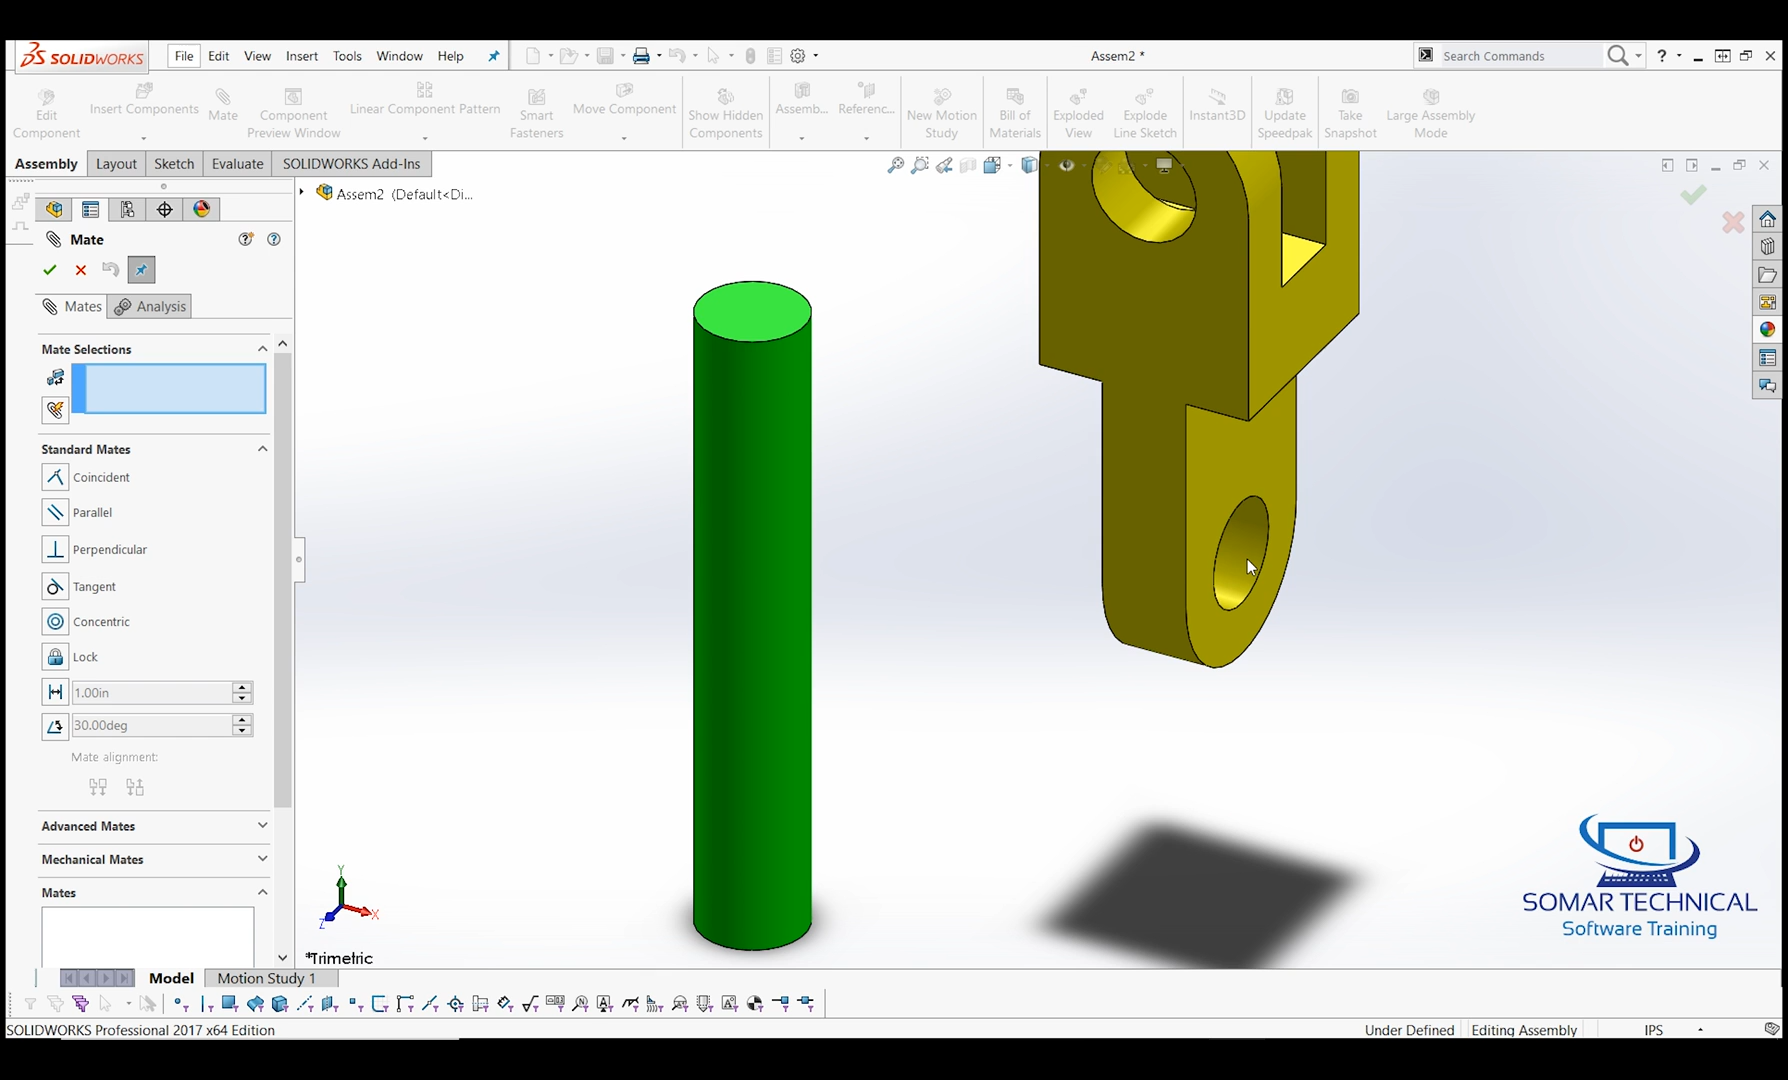 SOLIDWORKS File Edit View Insert Tools Window Help Assem2 * Search Commands ?
Edit Component Insert Components Mate Component Preview Window Linear Component Pattern Smart Fasteners Move Component Show Hidden Components Assemb... Referenc... New Motion Study Bill of Materials Exploded View Explode Line Sketch Instant3D Update Speedpak Take Snapshot Large Assembly Mode
Assembly Layout Sketch Evaluate SOLIDWORKS Add-Ins
Assem2 (Default<Di...
Mate
Mates Analysis
Mate Selections
Standard Mates
Coincident
Parallel
Perpendicular
Tangent
Concentric
Lock
1.00in
30.00deg
Mate alignment:
Advanced Mates
Mechanical Mates
Mates
Y
X
Z
*Trimetric
SOMAR TECHNICAL
Software Training
Model Motion Study 1
SOLIDWORKS Professional 2017 x64 Edition Under Defined Editing Assembly IPS